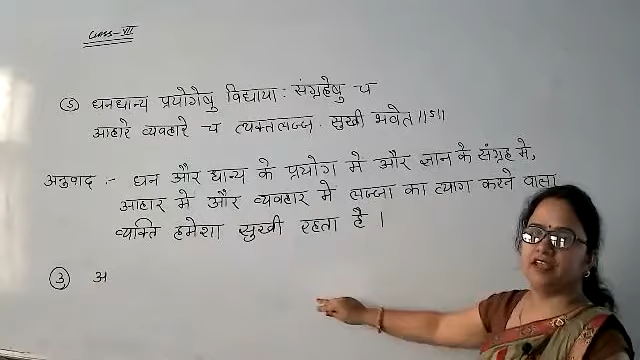 Class-VII
(5) धनधान्य प्रयोगेषु विद्याया: संग्रहेषु च
आहारे व्यवहारे च त्यक्तलज्ज. सुखी भवेत ||5||
अनुवाद :- धन और धान्य के प्रयोग मे और ज्ञान के संग्रह मे,
आहार मे और व्यवहार मे लज्जा का त्याग करने वाला
व्यक्ति हमेशा सुखी रहता है ।
(3) अ